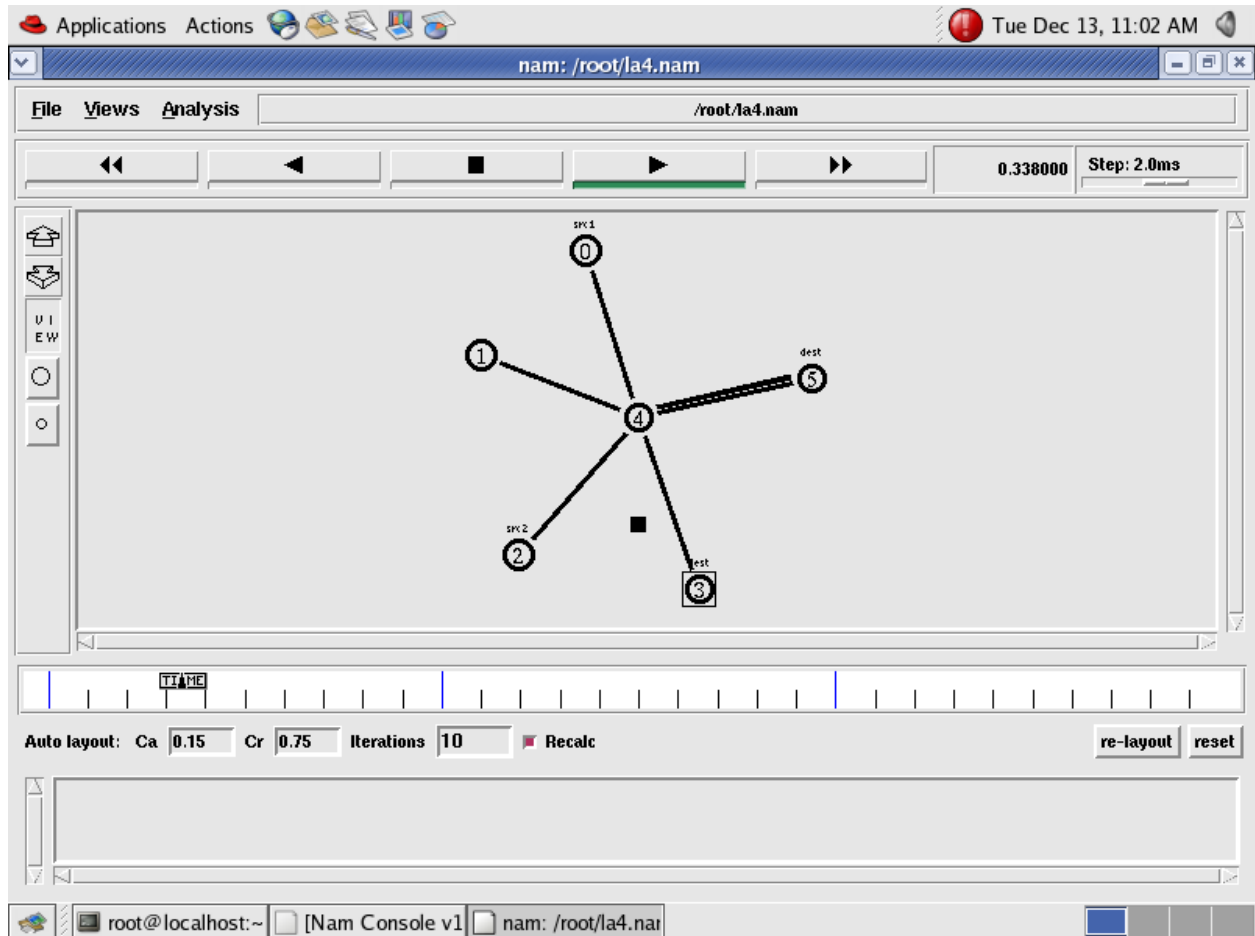 Applications Actions Tue Dec 13, 11:02 AM
nam: /root/la4.nam
File Views Analysis /root/la4.nam
0.338000 Step: 2.0ms
src1
0
VI
EW
1
dest
5
4
src2
2
dest
3
TIME
Auto layout: Ca 0.15 Cr 0.75 Iterations 10 Recalc re-layout reset
root@localhost:~ [Nam Console v1 nam: /root/la4.nar